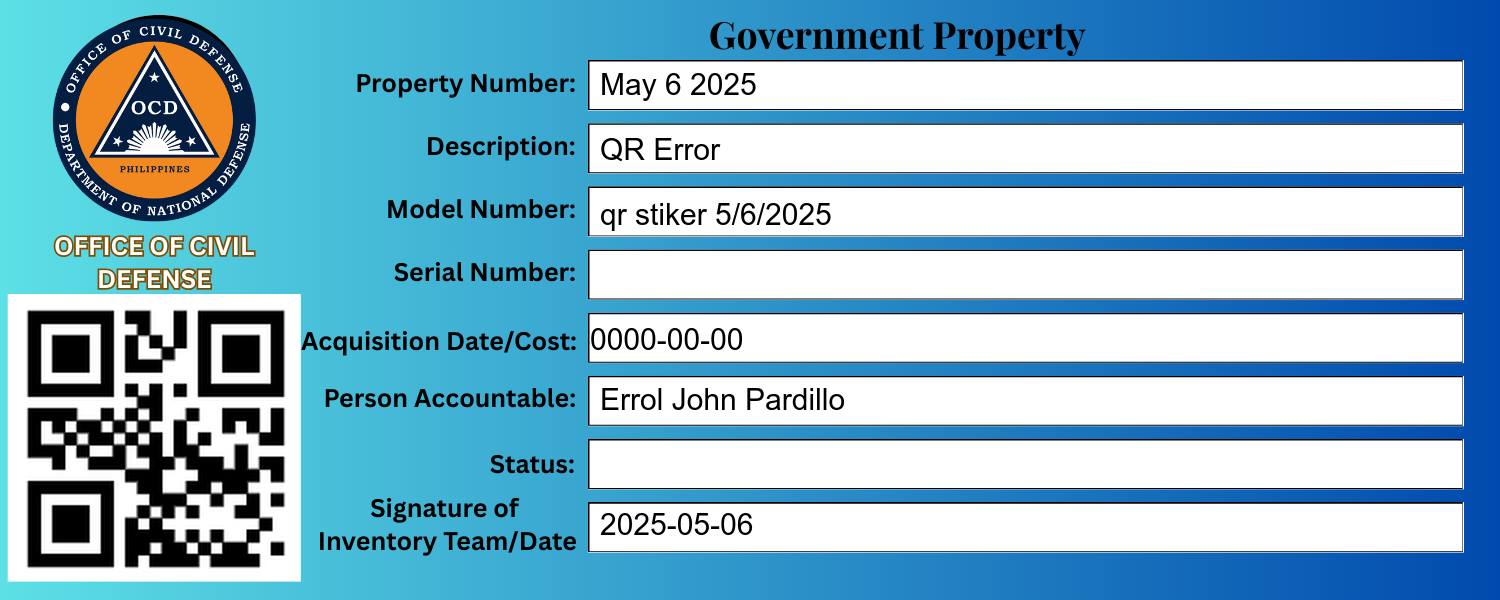 OFFICE OF CIVIL DEFENSE
DEPARTMENT OF NATIONAL DEFENSE
OCD
PHILIPPINES
OFFICE OF CIVIL
DEFENSE
Government Property
Property Number: May 6 2025
Description: QR Error
Model Number: qr stiker 5/6/2025
Serial Number:
Acquisition Date/Cost: 0000-00-00
Person Accountable: Errol John Pardillo
Status:
Signature of
Inventory Team/Date 2025-05-06